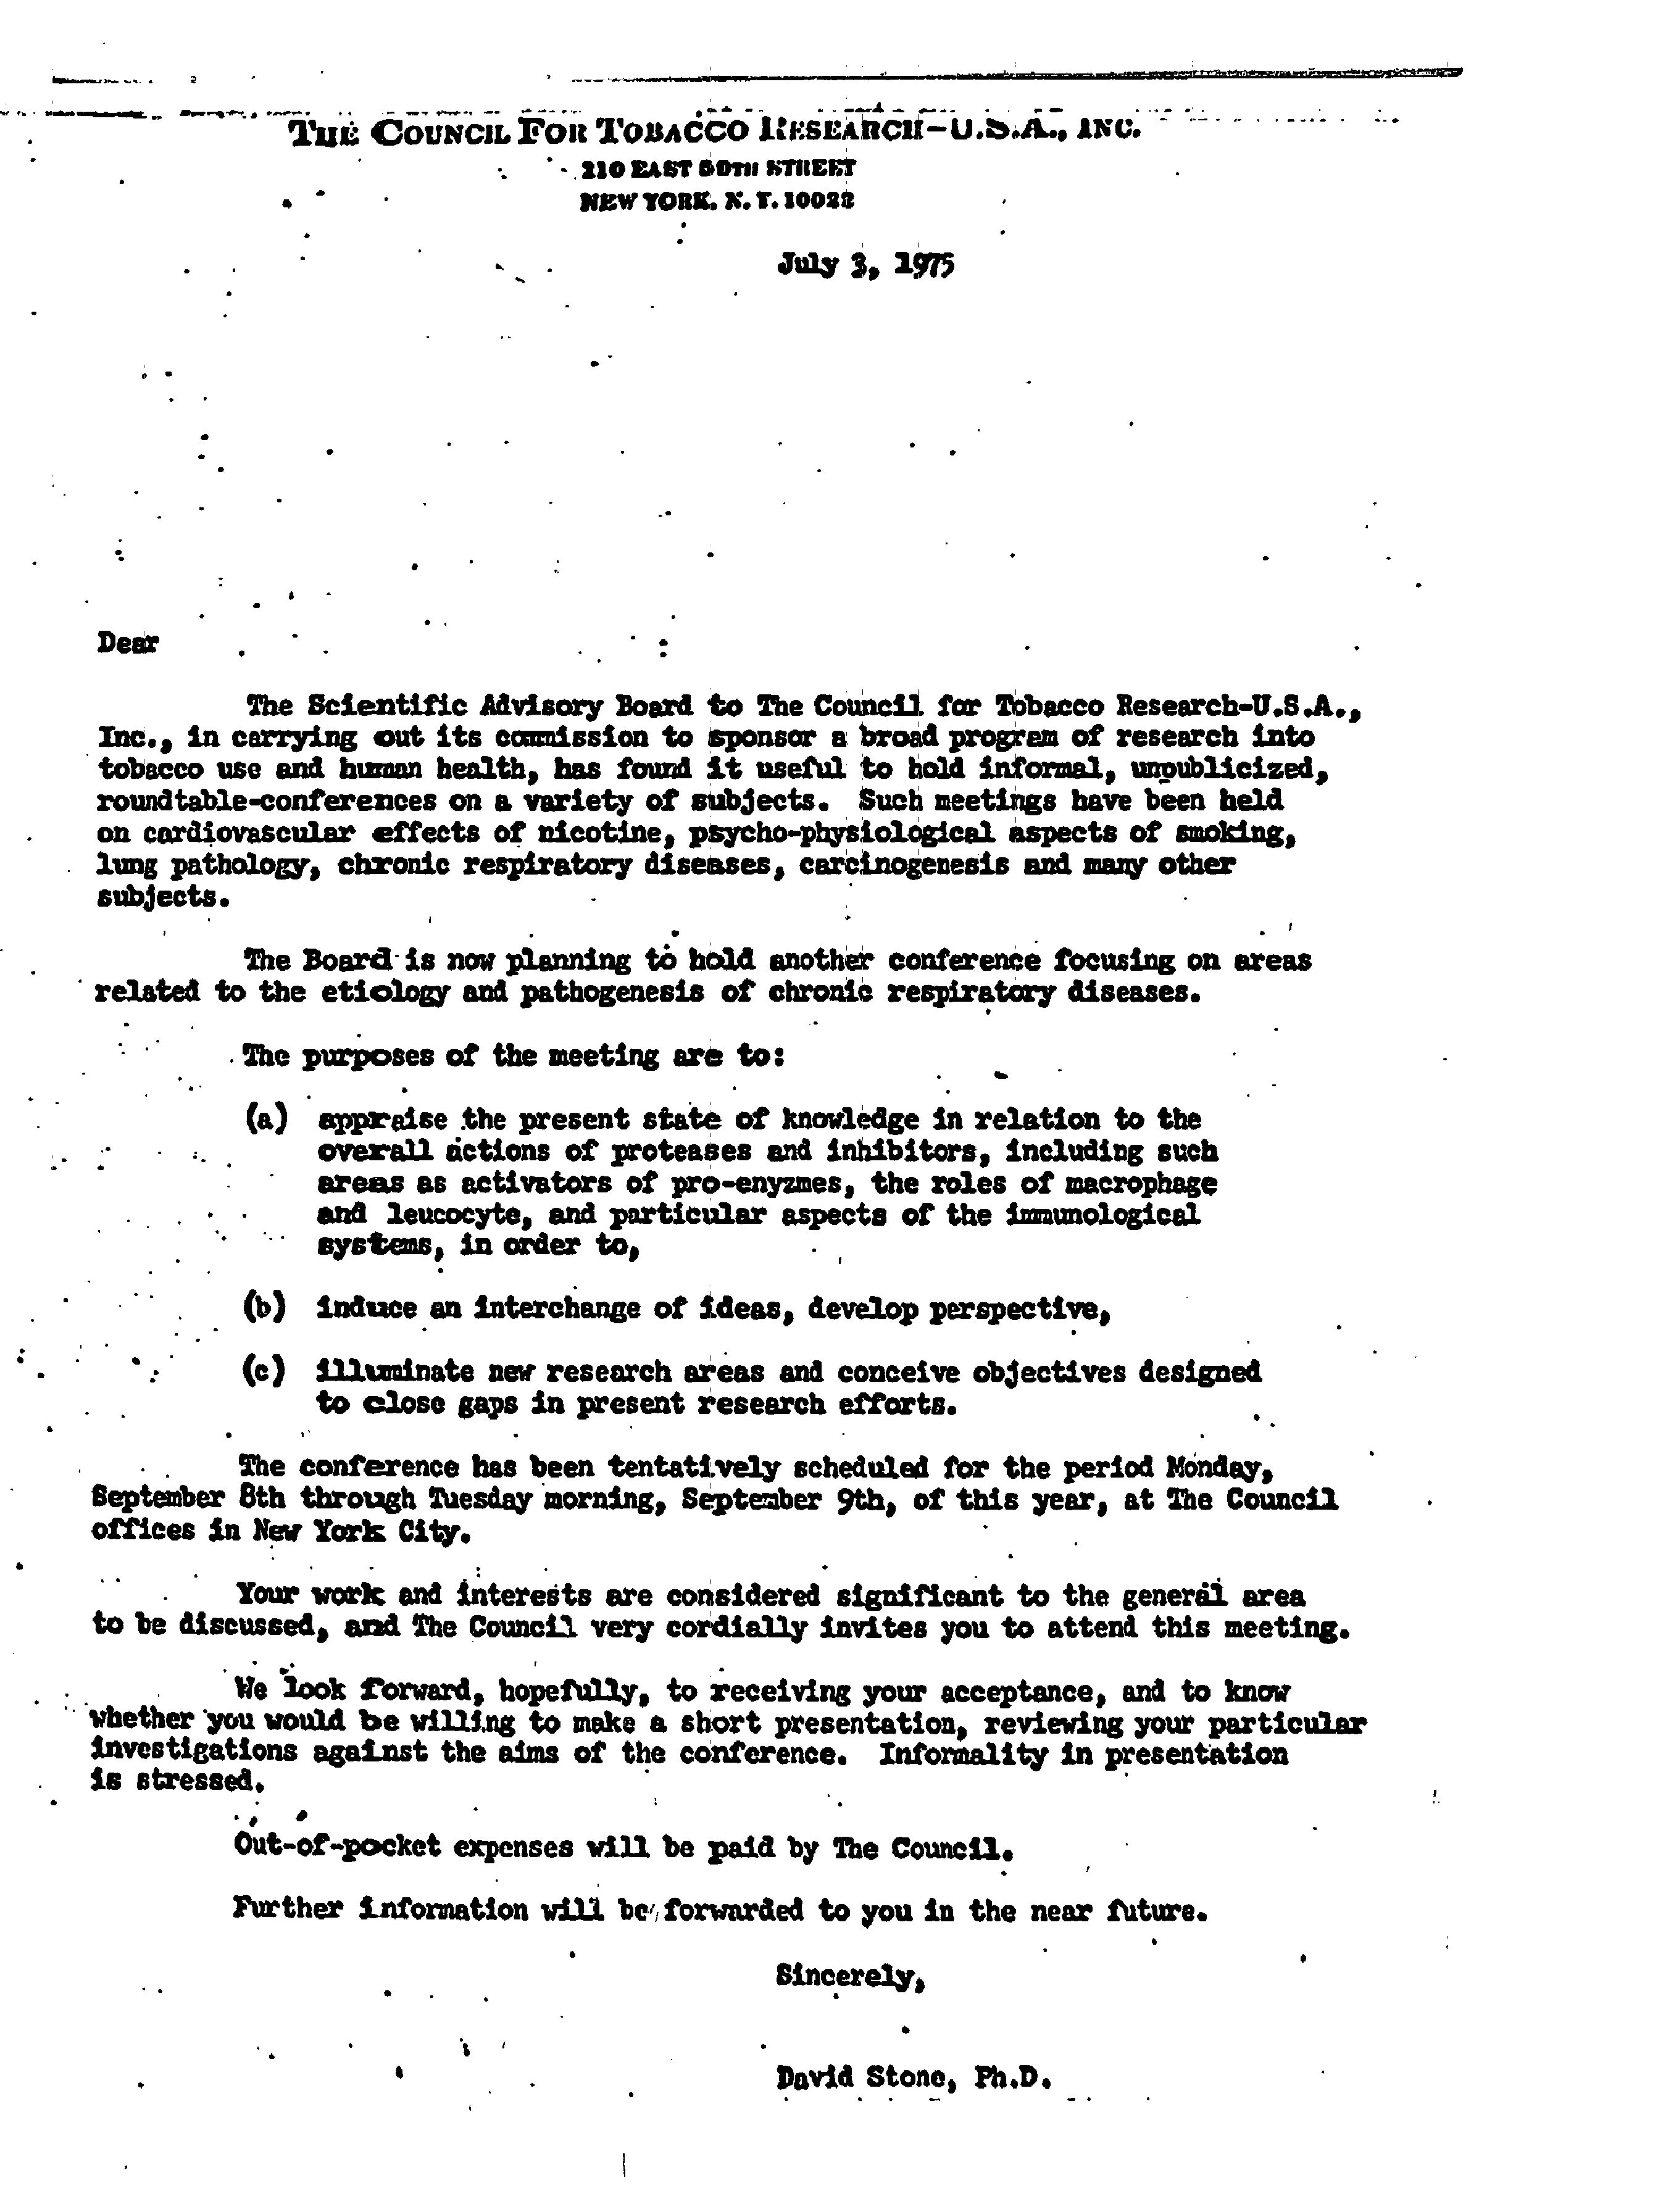 THE COUNCIL FOR TOBACCO RESEARCH-U.S.A., INC.
110 EAST 59TH STREET
NEW YORK, N. Y. 10022
July 3, 1975
Dear
The Scientific Advisory Board to The Council for Tobacco Research-U.S.A.,
Inc., in carrying out its commission to sponsor a broad program of research into
tobacco use and human health, has found it useful to hold informal, unpublicized,
roundtable-conferences on a variety of subjects. Such meetings have been held
on cardiovascular effects of nicotine, psycho-physiological aspects of smoking,
lung pathology, chronic respiratory diseases, carcinogenesis and many other
subjects.
The Board is now planning to hold another conference focusing on areas
related to the etiology and pathogenesis of chronic respiratory diseases.
The purposes of the meeting are to:
(a) appraise the present state of knowledge in relation to the
overall actions of proteases and inhibitors, including such
areas as activators of pro-enyzmes, the roles of macrophage
and leucocyte, and particular aspects of the immunological
systems, in order to,
(b) induce an interchange of ideas, develop perspective,
(c) illuminate new research areas and conceive objectives designed
to close gaps in present research efforts.
The conference has been tentatively scheduled for the period Monday,
September 8th through Tuesday morning, September 9th, of this year, at The Council
offices in New York City.
Your work and interests are considered significant to the general area
to be discussed, and The Council very cordially invites you to attend this meeting.
We look forward, hopefully, to receiving your acceptance, and to know
whether you would be willing to make a short presentation, reviewing your particular
investigations against the aims of the conference. Informality in presentation
is stressed.
Out-of-pocket expenses will be paid by The Council.
Further information will be forwarded to you in the near future.
Sincerely,
David Stone, Ph.D.